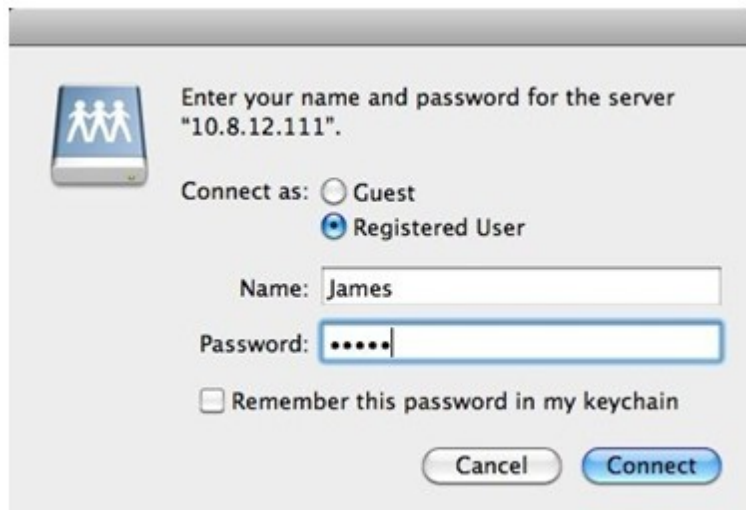 Enter your name and password for the server
"10.8.12.111".
Connect as: Guest
Registered User
Name: James
Password: •••••
Remember this password in my keychain
Cancel Connect